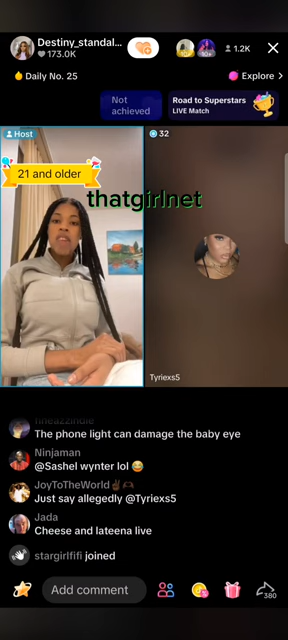 Destiny_standal...
173.0K
10+
10+
1.2K
Daily No. 25
Explore >
Not
achieved
Road to Superstars
LIVE Match
Host
32
21 and older
thatgirlnet
Tyriexs5
The phone light can damage the baby eye
Ninjaman
@Sashel wynter lol 😂
JoyToTheWorld✌🏾🫶🏾
Just say allegedly @Tyriexs5
Jada
Cheese and lateena live
stargirlfifi joined
Add comment
380